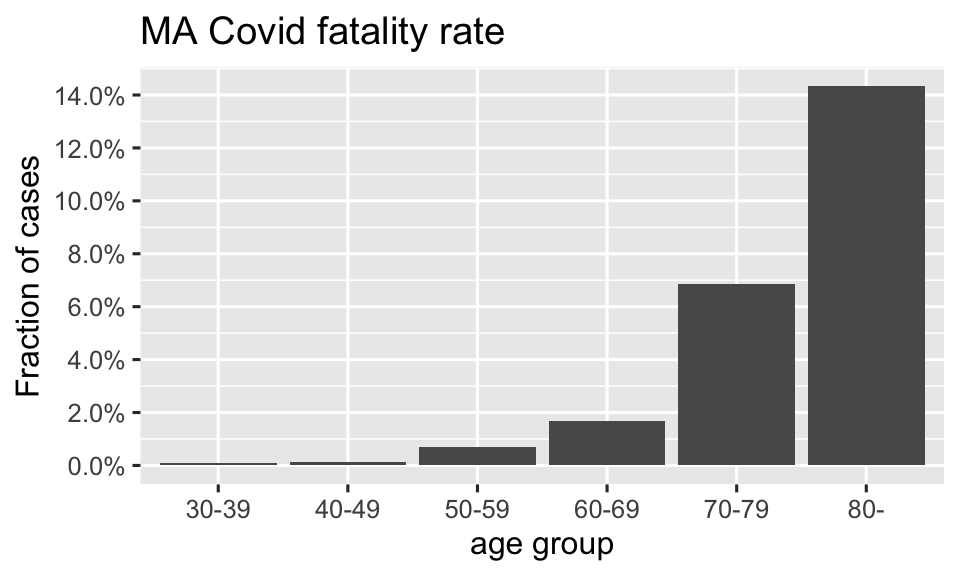 MA Covid fatality rate
Fraction of cases
14.0%
12.0%
10.0%
8.0%
6.0%
4.0%
2.0%
0.0%
30-39 40-49 50-59 60-69 70-79 80-
age group